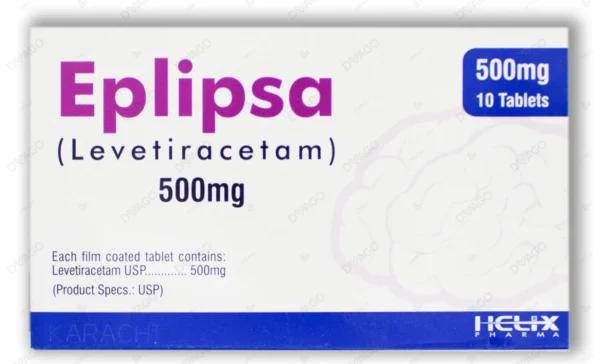 Eplipsa
(Levetiracetam)
500mg
500mg
10 Tablets
Each film coated tablet contains:
Levetiracetam USP............ 500mg
(Product Specs.: USP)
KARACHI
HELIX
PHARMA
DVAGO